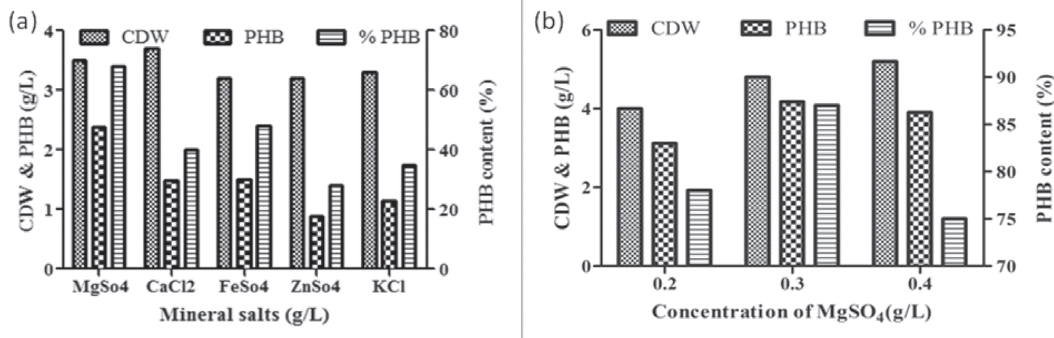 (a)
CDW PHB % PHB
CDW & PHB (g/L)
4
3
2
1
0
PHB content (%)
80
60
40
20
0
MgSo4 CaCl2 FeSo4 ZnSo4 KCl
Mineral salts (g/L)
(b)
CDW PHB % PHB
CDW & PHB (g/L)
6
4
2
0
PHB content (%)
95
90
85
80
75
70
0.2 0.3 0.4
Concentration of MgSO₄(g/L)